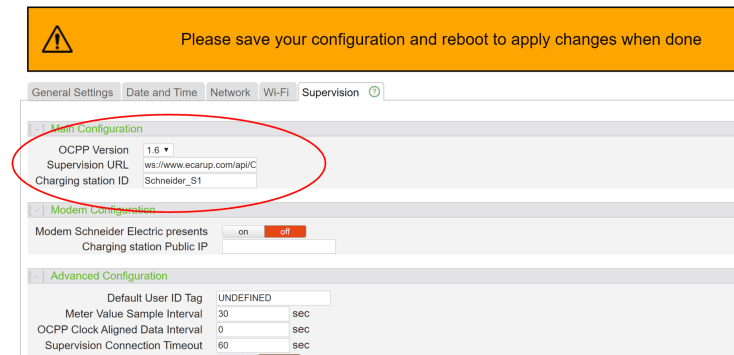 Please save your configuration and reboot to apply changes when done
General Settings Date and Time Network Wi-Fi Supervision ?
[ - ] Main Configuration
OCPP Version 1.6
Supervision URL ws://www.ecarup.com/api/C
Charging station ID Schneider_S1
[ - ] Modem Configuration
Modem Schneider Electric presents on off
Charging station Public IP
[ - ] Advanced Configuration
Default User ID Tag UNDEFINED
Meter Value Sample Interval 30 sec
OCPP Clock Aligned Data Interval 0 sec
Supervision Connection Timeout 60 sec